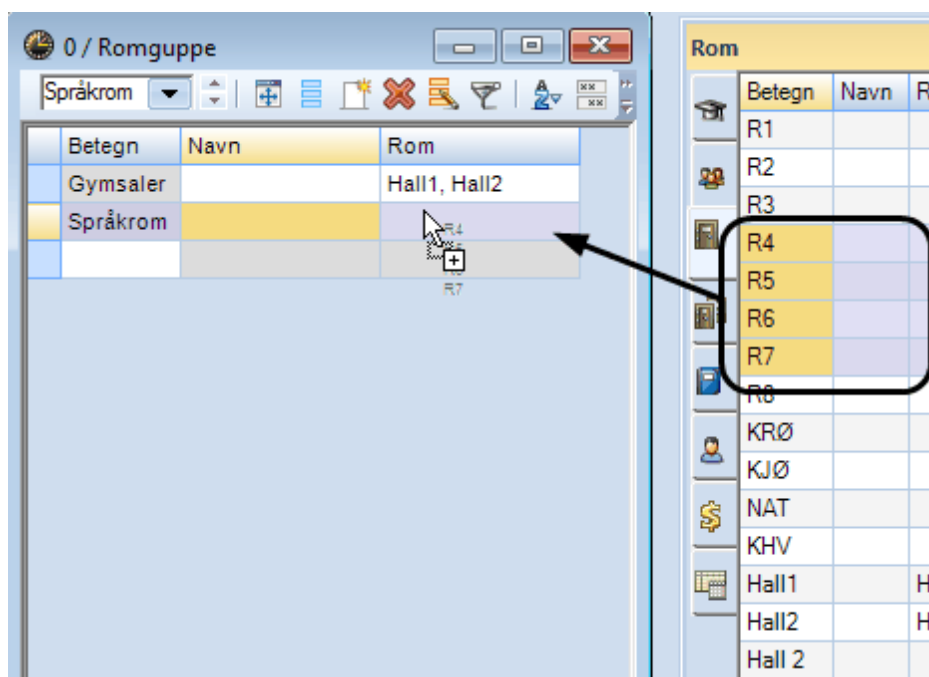 0 / Romguppe
Språkrom
Betegn Navn Rom
Gymsaler Hall1, Hall2
Språkrom
R4
R7
Rom
Betegn Navn R
R1
R2
R3
R4
R5
R6
R7
R8
KRØ
KJØ
NAT
KHV
Hall1 H
Hall2 H
Hall 2